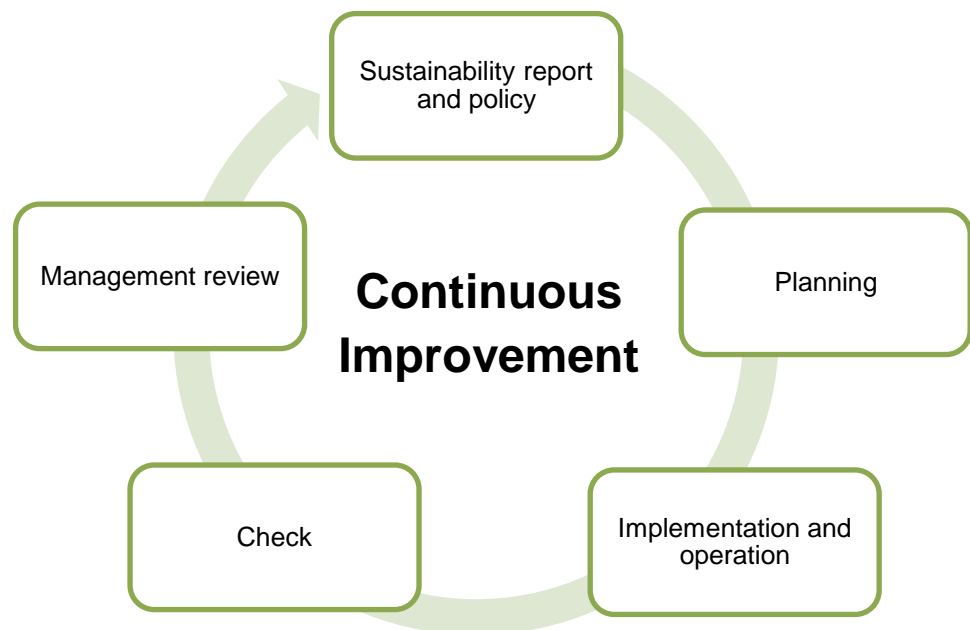 Sustainability report
and policy
Planning
Implementation and
operation
Check
Management review
Continuous
Improvement